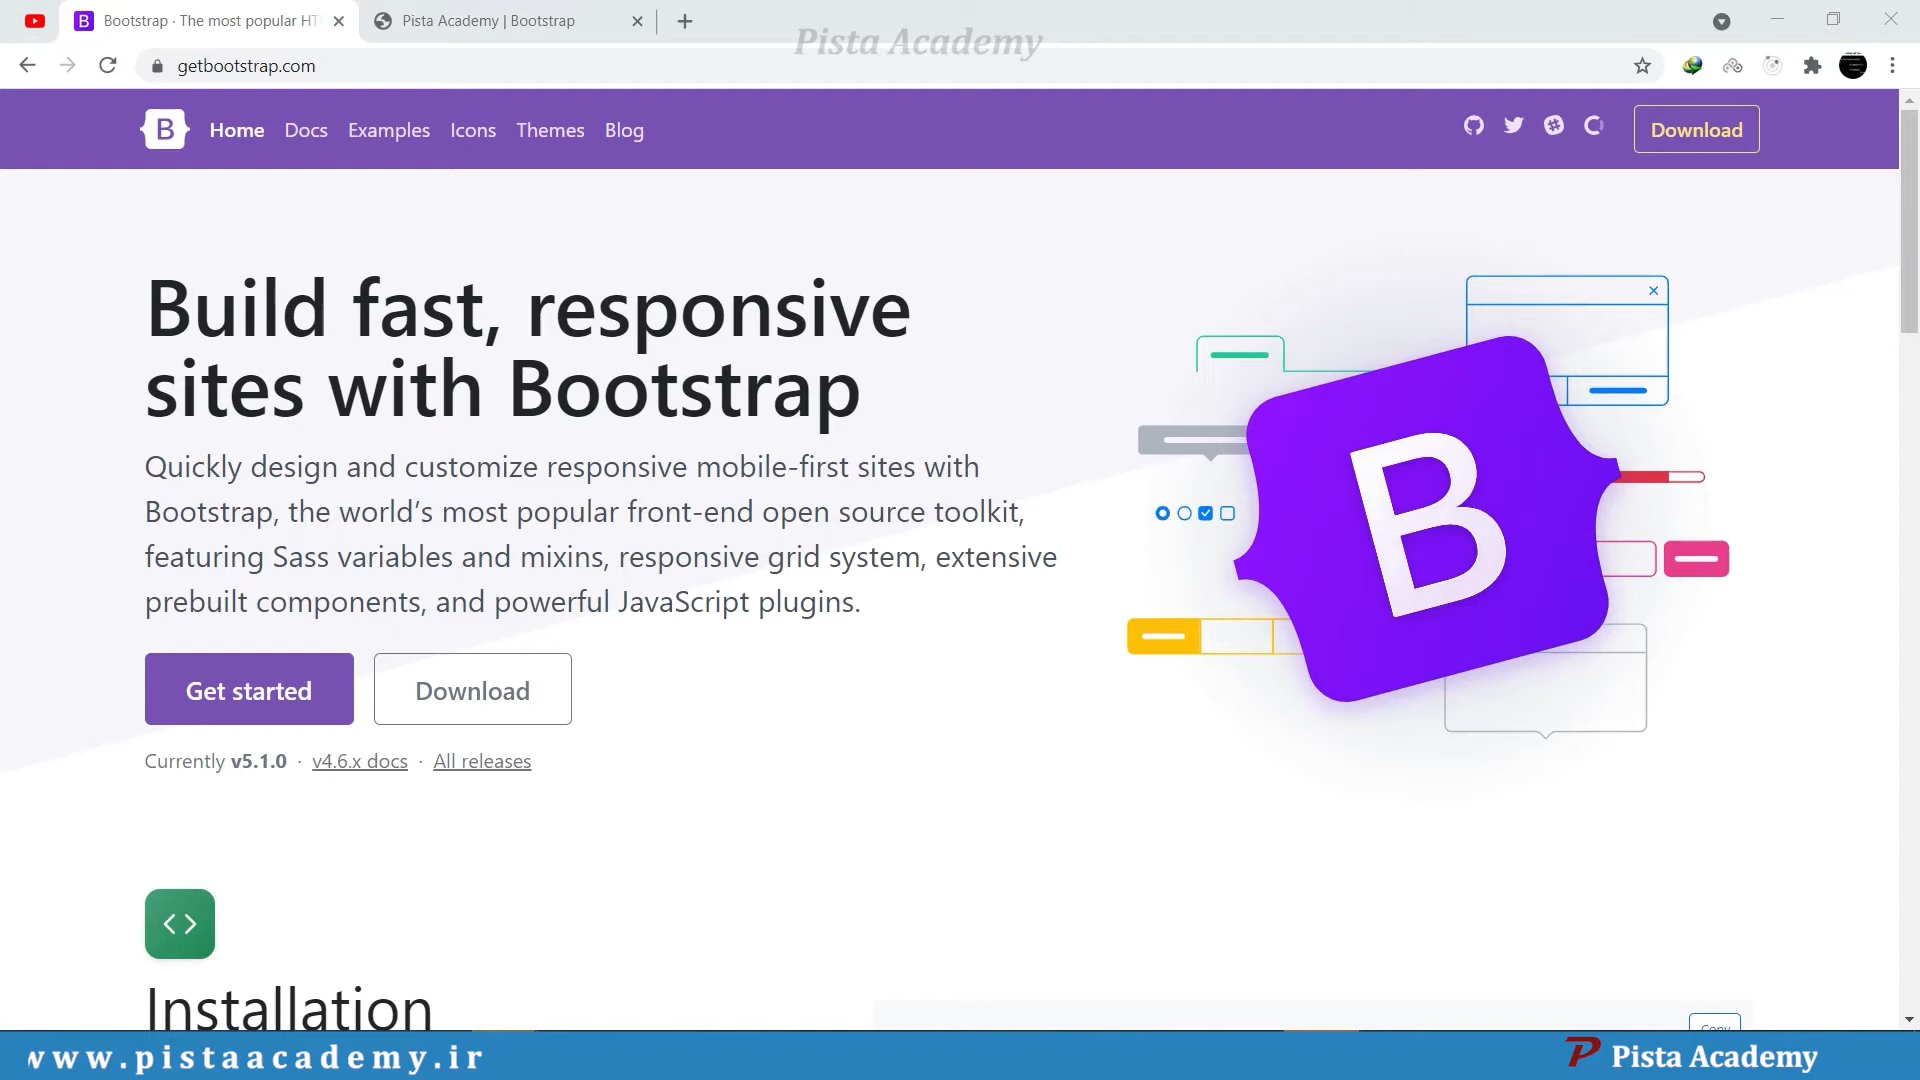 Bootstrap · The most popular HT
Pista Academy | Bootstrap
Pista Academy
getbootstrap.com
B Home Docs Examples Icons Themes Blog Download
Build fast, responsive
sites with Bootstrap
Quickly design and customize responsive mobile-first sites with
Bootstrap, the world’s most popular front-end open source toolkit,
featuring Sass variables and mixins, responsive grid system, extensive
prebuilt components, and powerful JavaScript plugins.
Get started Download
Currently v5.1.0 · v4.6.x docs · All releases
B
Installation
Copy
www.pistaacademy.ir
P Pista Academy